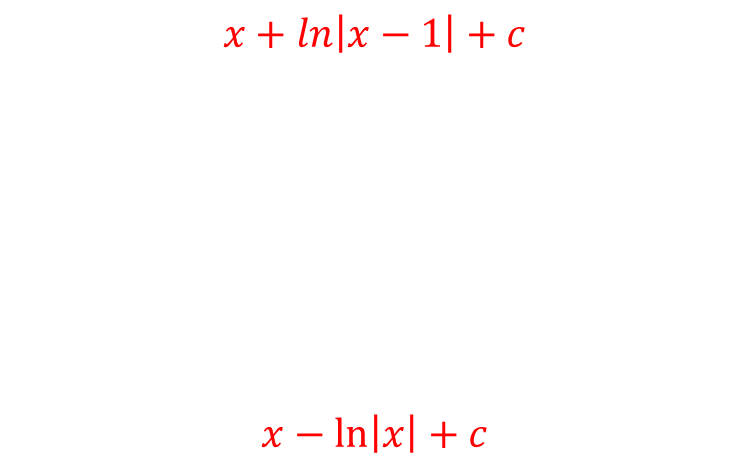 x + ln|x − 1| + c
x − ln|x| + c